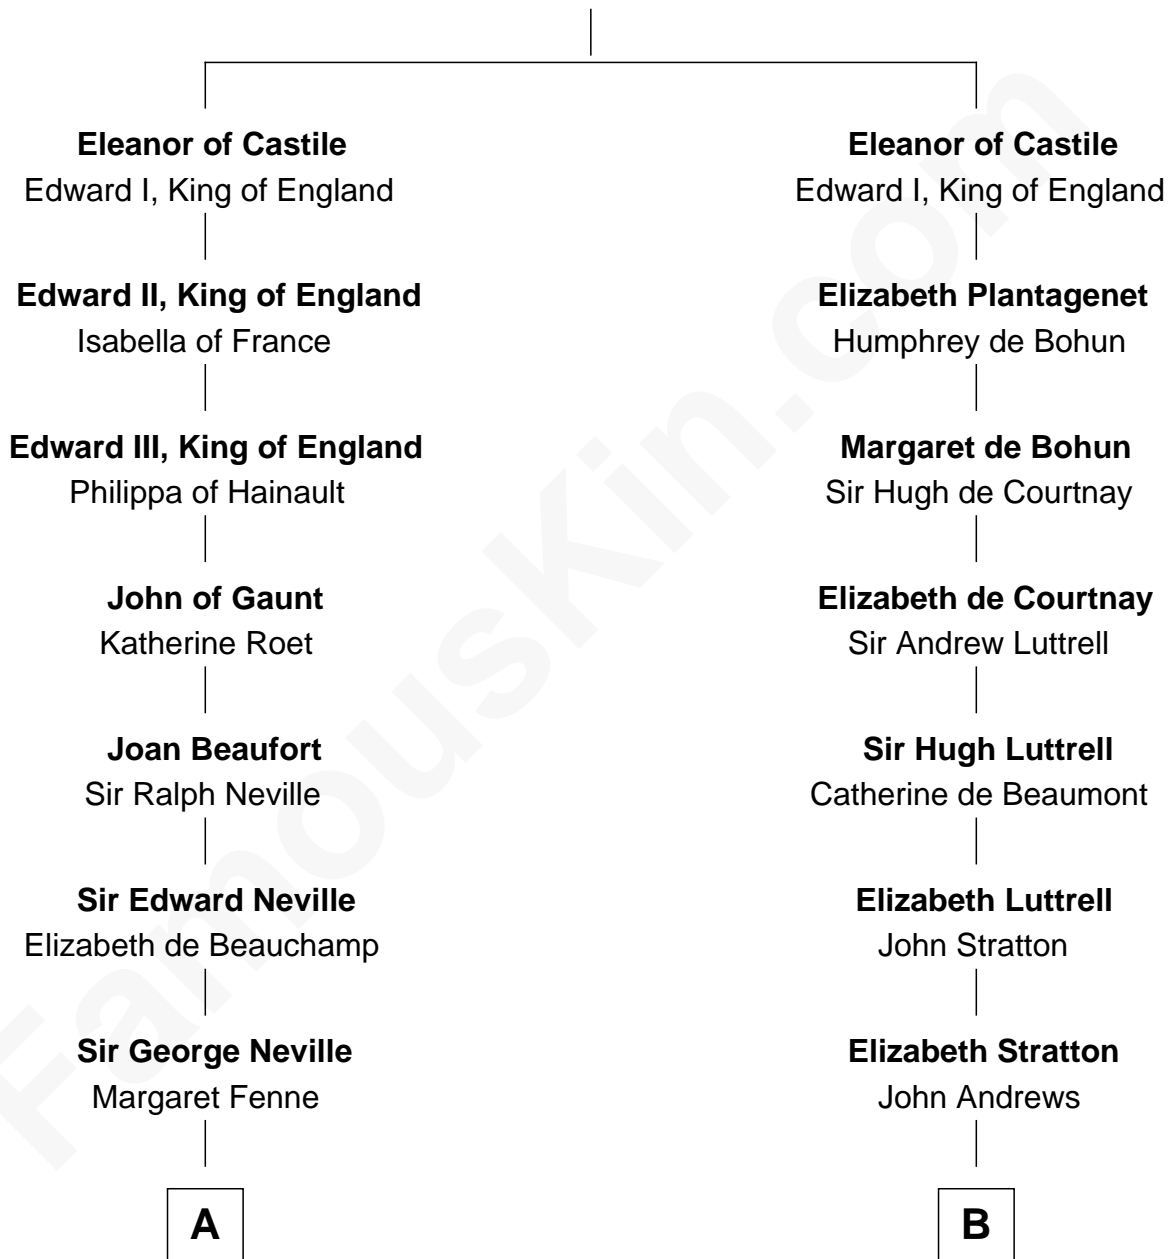 Eleanor of Castile
Edward I, King of England
Edward II, King of England
Isabella of France
Edward III, King of England
Philippa of Hainault
John of Gaunt
Katherine Roet
Joan Beaufort
Sir Ralph Neville
Sir Edward Neville
Elizabeth de Beauchamp
Sir George Neville
Margaret Fenne
A
Eleanor of Castile
Edward I, King of England
Elizabeth Plantagenet
Humphrey de Bohun
Margaret de Bohun
Sir Hugh de Courtnay
Elizabeth de Courtnay
Sir Andrew Luttrell
Sir Hugh Luttrell
Catherine de Beaumont
Elizabeth Luttrell
John Stratton
Elizabeth Stratton
John Andrews
B
FamousKin.com